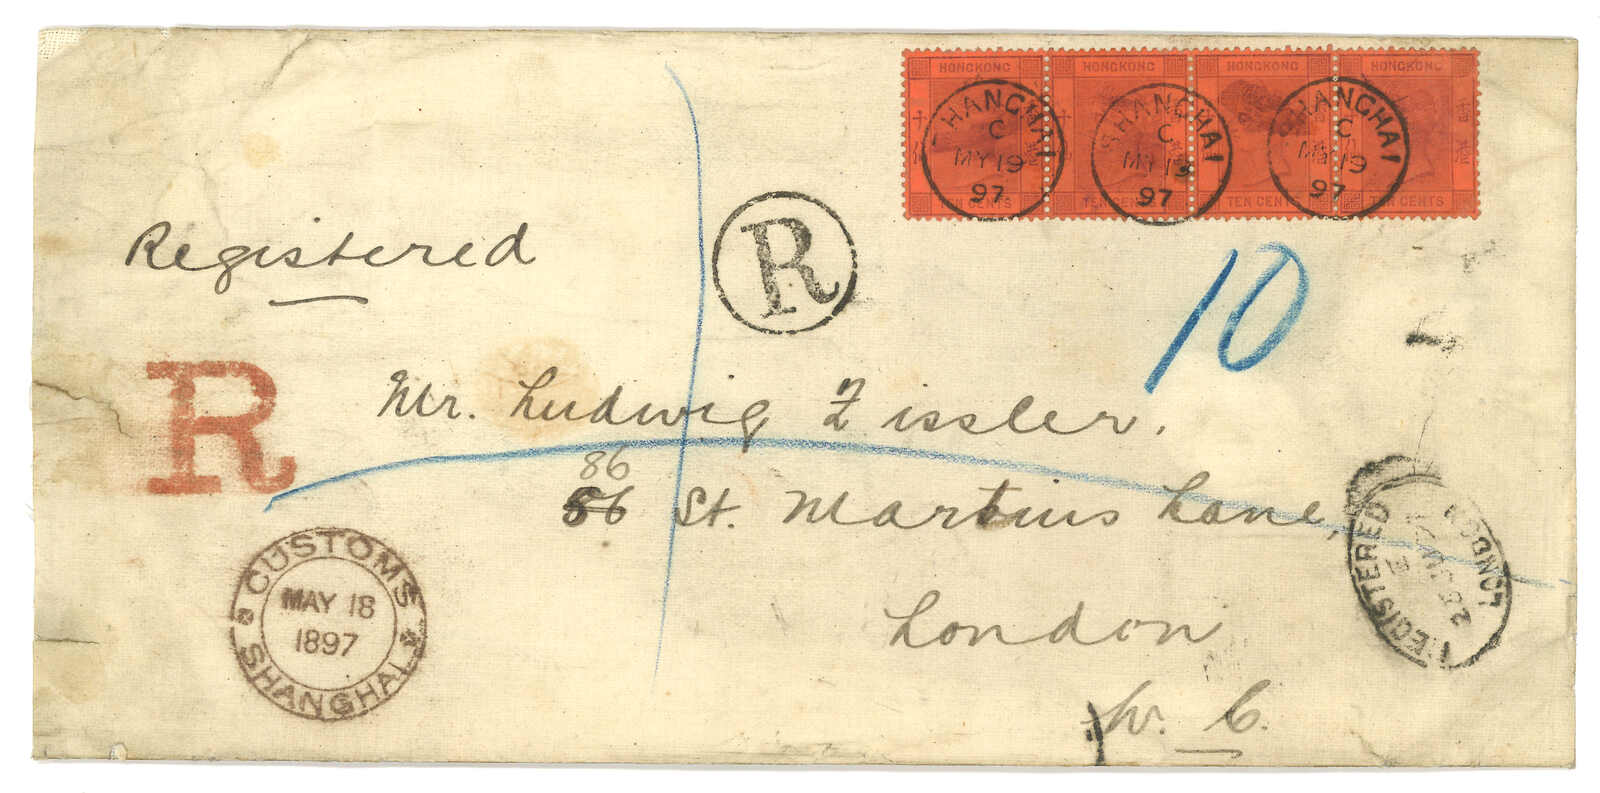 HONGKONG HONGKONG HONGKONG HONGKONG
SHANGHAI SHANGHAI SHANGHAI
C C C
MY 19 MY 19 MY 19
97 97 97
TEN CENTS TEN CENTS TEN CENTS TEN CENTS
Registered
R
10
R
Mr. Ludwig Zissler.
86
86 St. Martins Lane,
London
W. C.
CUSTOMS
MAY 18
1897
SHANGHAI
REGISTERED
LONDON